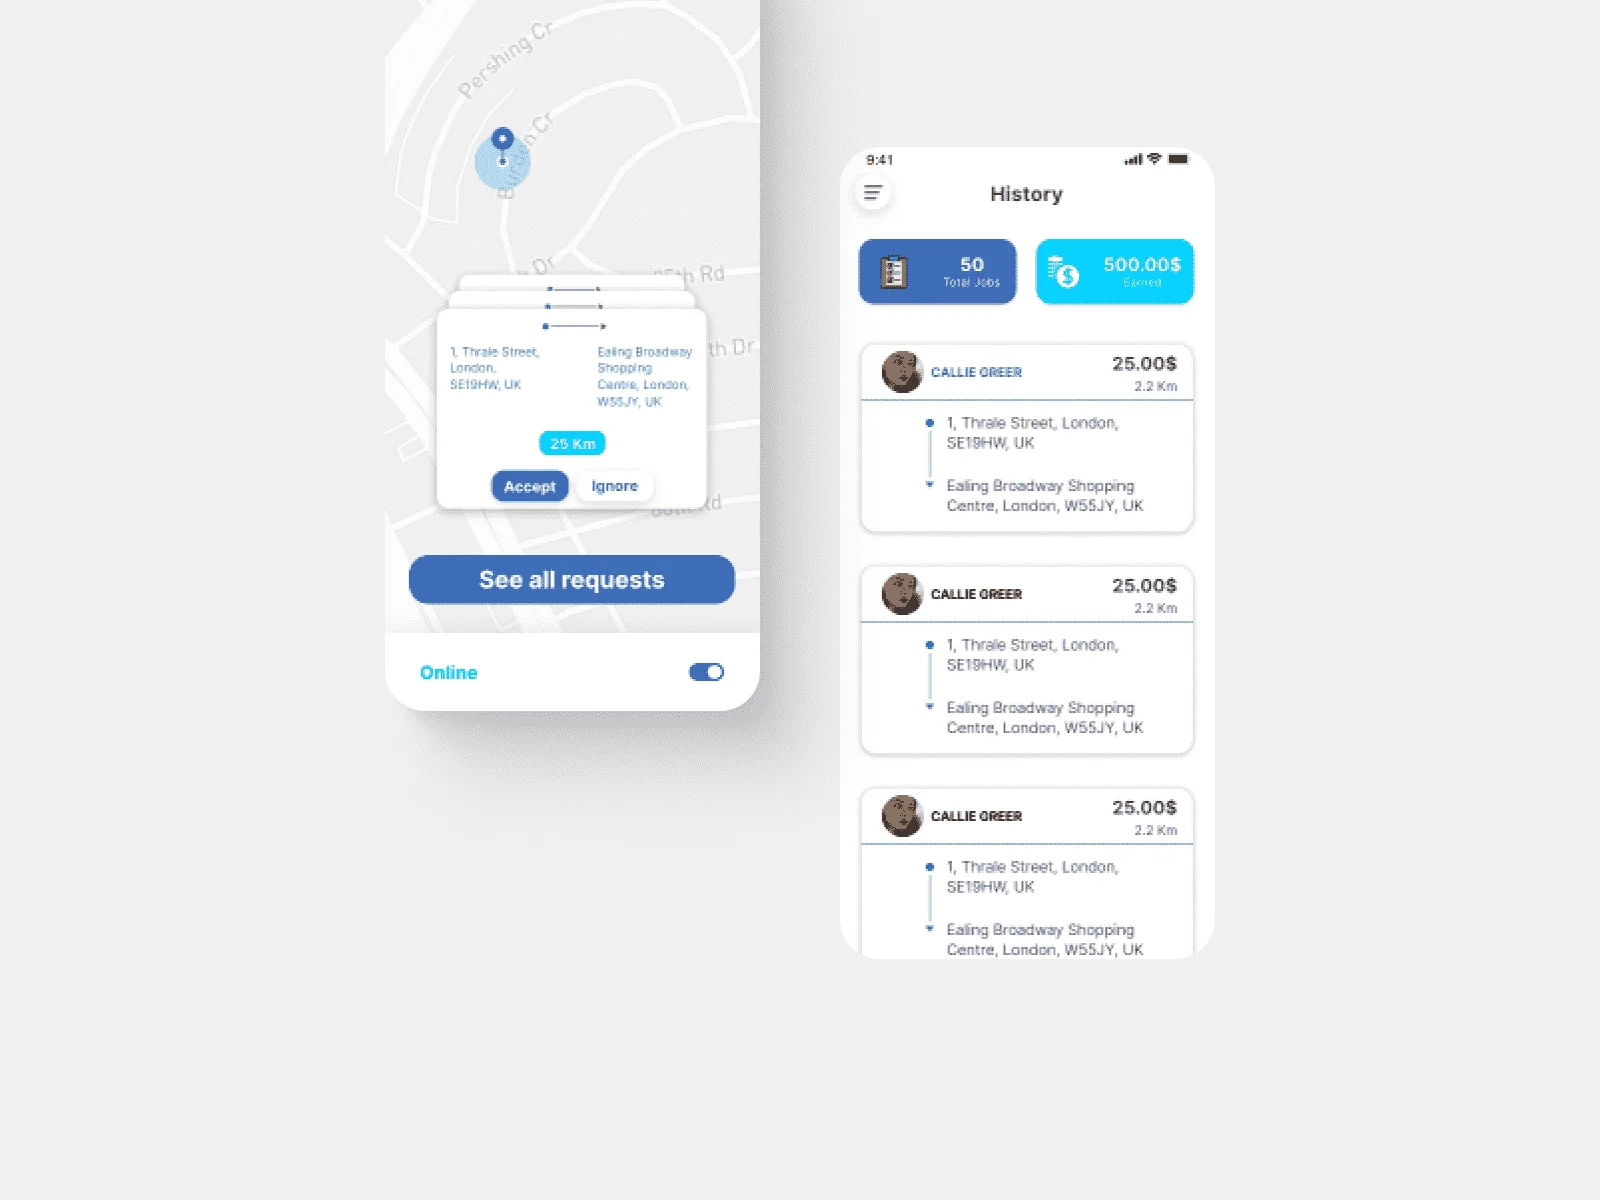 Pershing Cr
n Cr
h Dr
85th Rd
th Dr
1, Thrale Street,
London,
SE19HW, UK
Ealing Broadway
Shopping
Centre, London,
W55JY, UK
25 Km
Accept
Ignore
Rd
See all requests
Online
9:41
History
50
Total Jobs
500.00$
Earned
CALLIE GREER
25.00$
2.2 Km
1, Thrale Street, London,
SE19HW, UK
Ealing Broadway Shopping
Centre, London, W55JY, UK
CALLIE GREER
25.00$
2.2 Km
1, Thrale Street, London,
SE19HW, UK
Ealing Broadway Shopping
Centre, London, W55JY, UK
CALLIE GREER
25.00$
2.2 Km
1, Thrale Street, London,
SE19HW, UK
Ealing Broadway Shopping
Centre, London, W55JY, UK